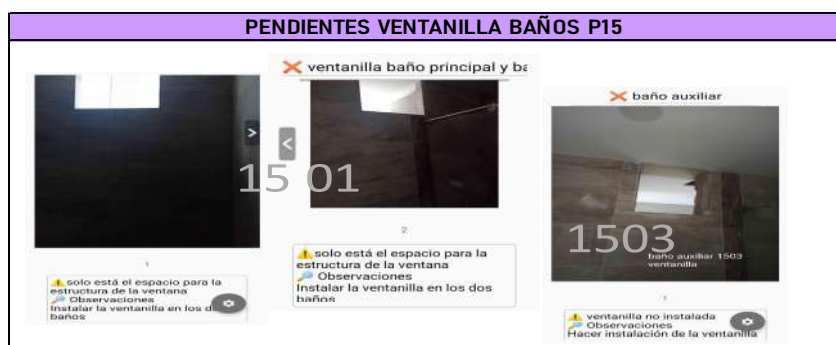 PENDIENTES VENTANILLA BAÑOS P15
❌ ventanilla baño principal y ba
❌ baño auxiliar
>
<
15 01
1503
baño auxiliar 1503
ventanilla
1
⚠️ solo está el espacio para la
estructura de la ventana
🔎 Observaciones
Instalar la ventanilla en los d
baños
2
⚠️ solo está el espacio para la
estructura de la ventana
🔎 Observaciones
Instalar la ventanilla en los dos
baños
1
⚠️ ventanilla no instalada
🔎 Observaciones
Hacer instalación de la ventanilla